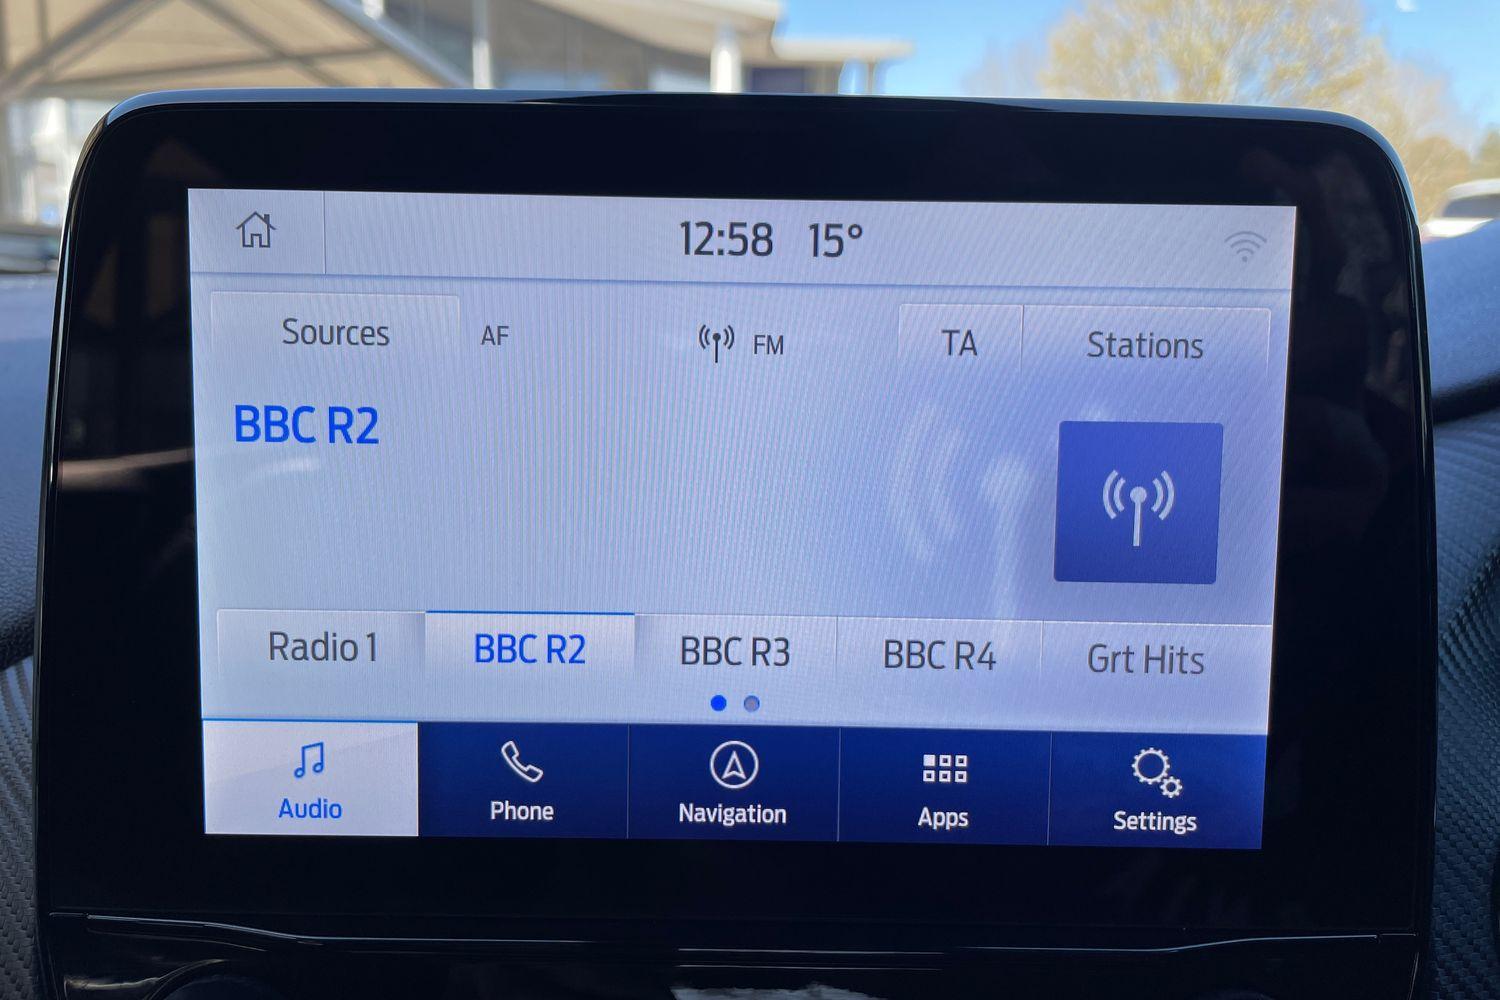 12:58 15°
Sources AF FM TA Stations
BBC R2
Radio 1 BBC R2 BBC R3 BBC R4 Grt Hits
Audio Phone Navigation Apps Settings